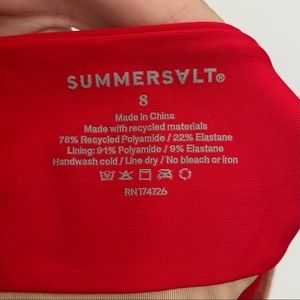 SUMMERSALT®
8
Made in China
Made with recycled materials
78% Recycled Polyamide / 22% Elastane
Lining: 91% Polyamide / 9% Elastane
Handwash cold / Line dry / No bleach or iron
RN174726